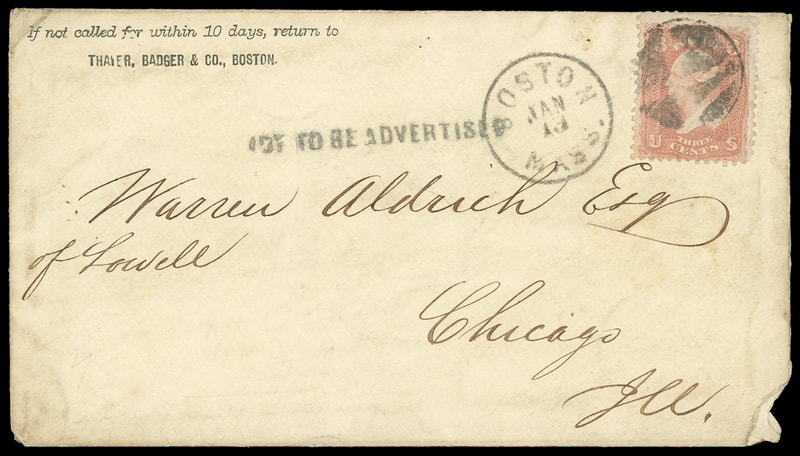 If not called for within 10 days, return to
THAYER, BADGER & CO., BOSTON.
NOT TO BE ADVERTISED
BOSTON
JAN
MASS.
U THREE CENTS S
Warren Aldrich Esq
of Lowell
Chicago
Ill.